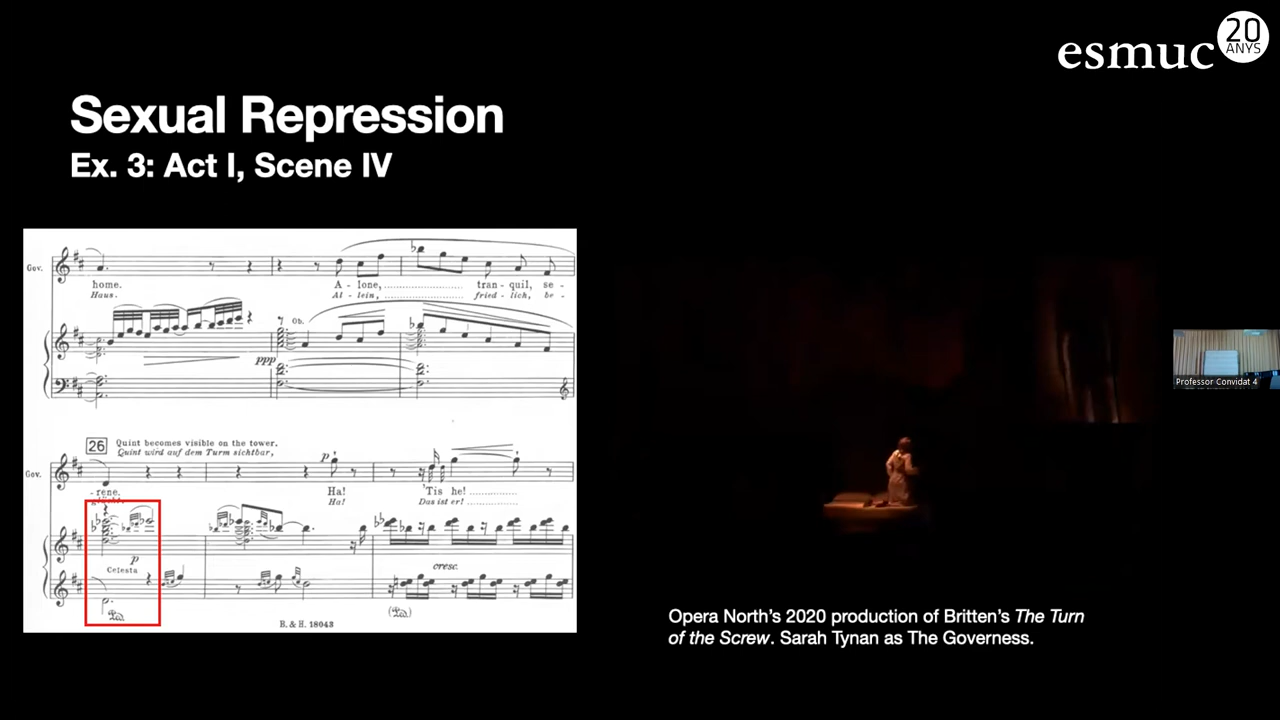 esmuc
20
ANYS
Sexual Repression
Ex. 3: Act I, Scene IV
Gov.
home. A - lone, tran - quil, se -
Haus. Al - lein, fried - lich, be -
Ob.
ppp
26 Quint becomes visible on the tower.
Quint wird auf dem Turm sichtbar,
Gov.
p
- rene. Ha! 'Tis he!
Ha! Das ist er!
p
Celesta
cresc.
B. & H. 18043
Professor Convidat 4
Opera North's 2020 production of Britten's The Turn
of the Screw. Sarah Tynan as The Governess.